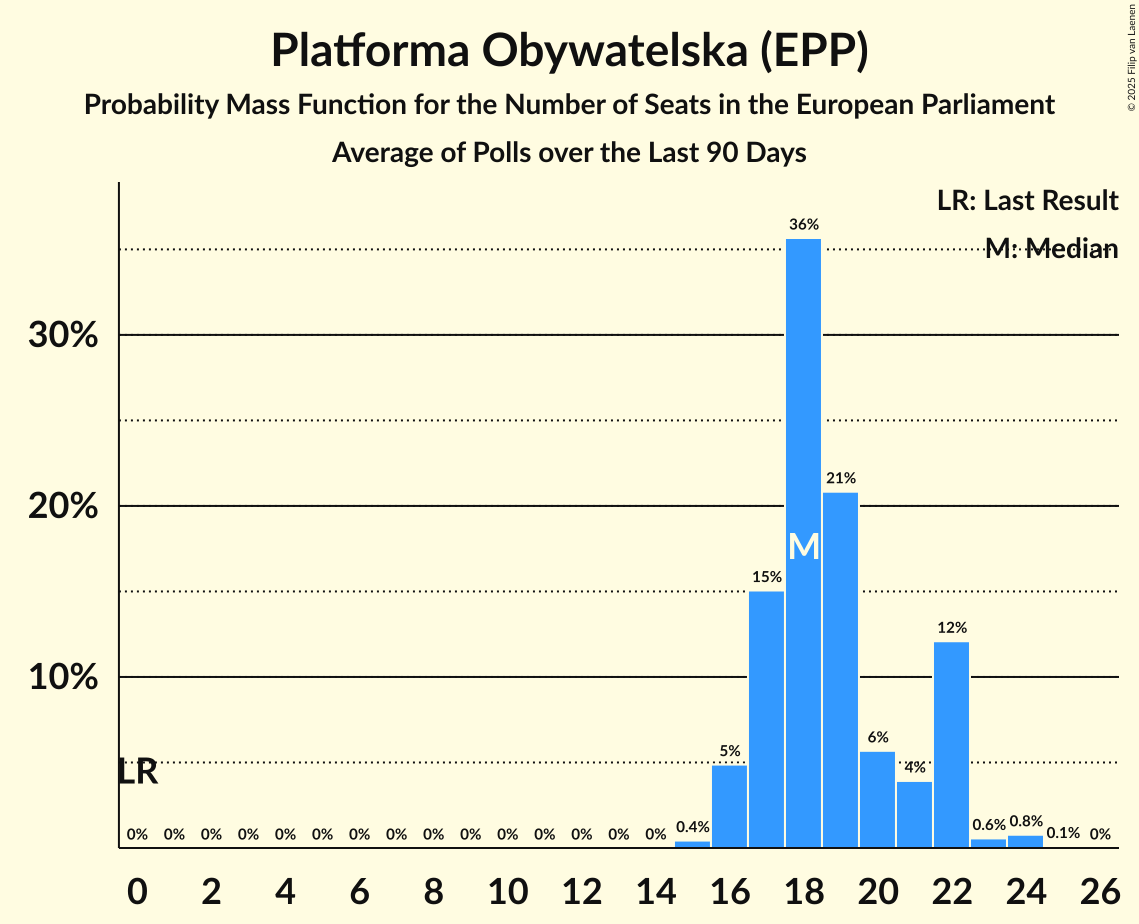 Platforma Obywatelska (EPP)
Probability Mass Function for the Number of Seats in the European Parliament
Average of Polls over the Last 90 Days
© 2025 Filip van Laenen
LR: Last Result
M: Median
36%
30%
21%
20%
M
15%
12%
10%
6%
5%
4%
LR
0% 0% 0% 0% 0% 0% 0% 0% 0% 0% 0% 0% 0% 0% 0% 0.4% 0.6% 0.8% 0.1% 0%
0 2 4 6 8 10 12 14 16 18 20 22 24 26